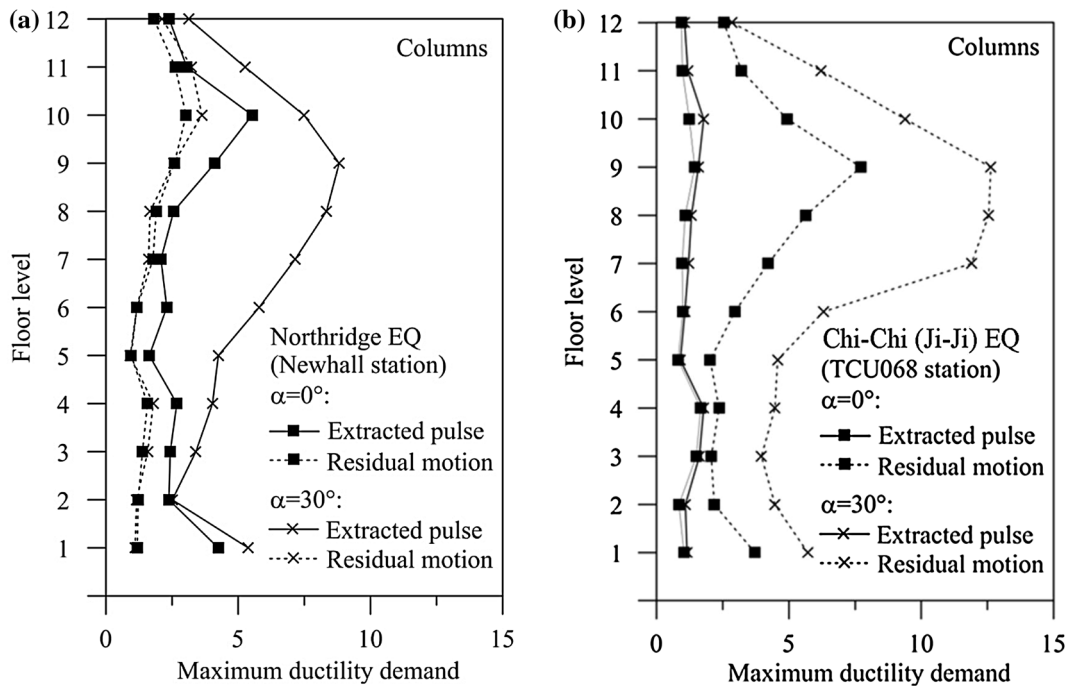 (a)
Columns
12
11
10
9
8
7
6
5
4
3
2
1
Floor level
Northridge EQ
(Newhall station)
α=0°:
Extracted pulse
Residual motion
α=30°:
Extracted pulse
Residual motion
0
5
10
15
Maximum ductility demand
(b)
Columns
12
11
10
9
8
7
6
5
4
3
2
1
Floor level
Chi-Chi (Ji-Ji) EQ
(TCU068 station)
α=0°:
Extracted pulse
Residual motion
α=30°:
Extracted pulse
Residual motion
0
5
10
15
Maximum ductility demand